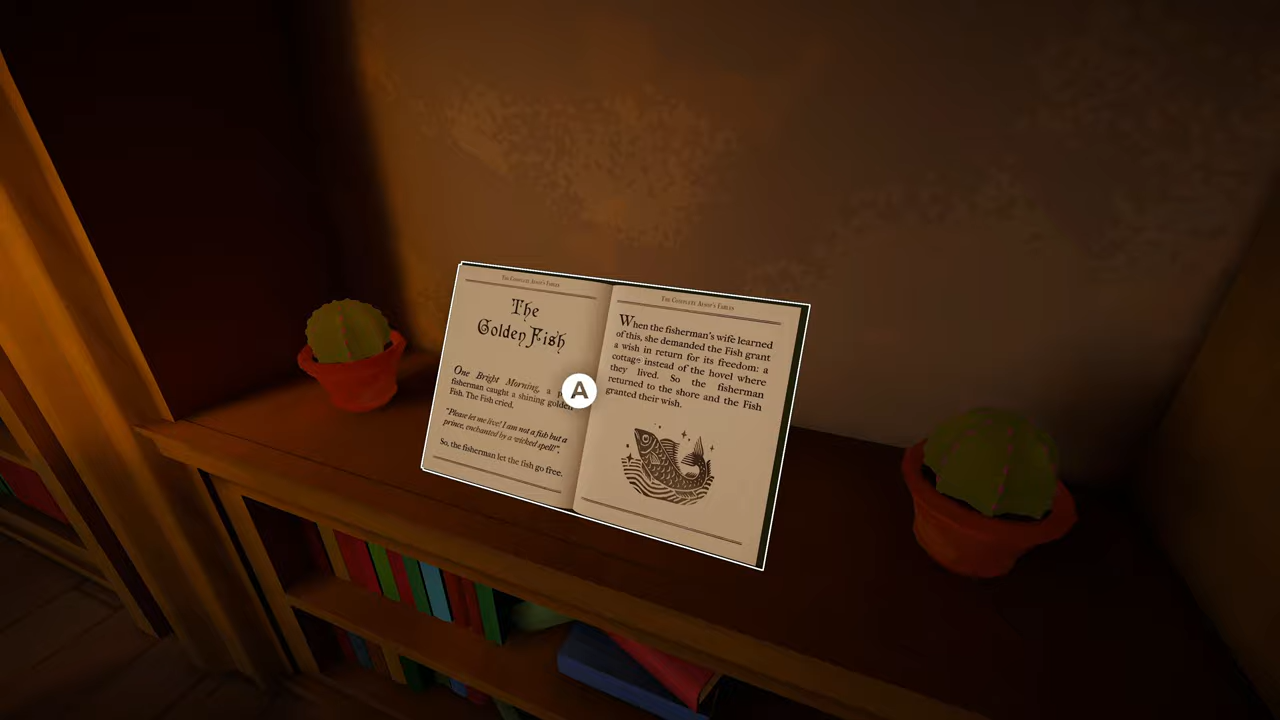 The Complete Aesop's Fables
The
Golden Fish
One Bright Morning, a
fisherman caught a shining golden
Fish. The Fish cried,
"Please let me live! I am not a fish but a
prince, enchanted by a wicked spell!".
So, the fisherman let the fish go free.
A
The Complete Aesop's Fables
When the fisherman's wife learned
of this, she demanded the Fish grant
a wish in return for its freedom: a
cottage instead of the hovel where
they lived. So the fisherman
returned to the shore and the Fish
granted their wish.